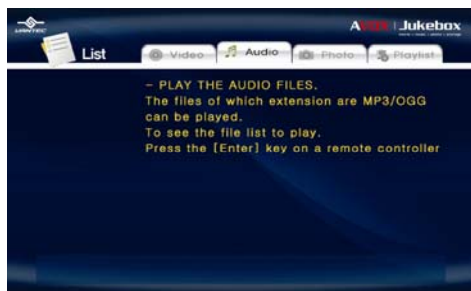 VANTEC
AVOX Jukebox
List
Video
Audio
Photo
Playlist
- PLAY THE AUDIO FILES.
The files of which extension are MP3/OGG
can be played.
To see the file list to play.
Press the [Enter] key on a remote controller